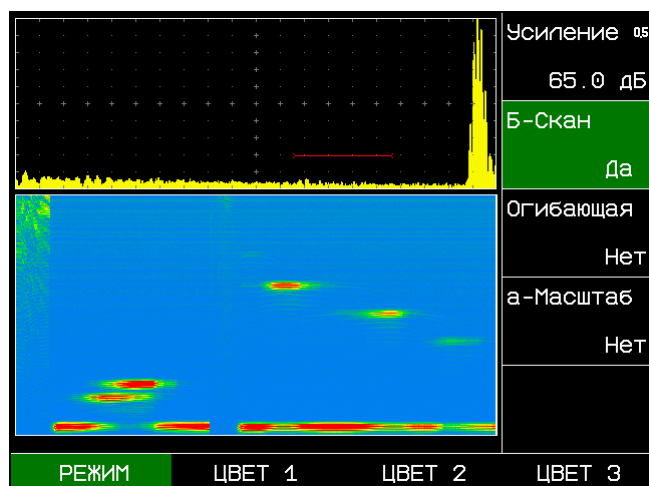 Усиление 0.5
65.0 дБ
Б-Скан
Да
Огибающая
Нет
а-Масштаб
Нет
РЕЖИМ ЦВЕТ 1 ЦВЕТ 2 ЦВЕТ 3